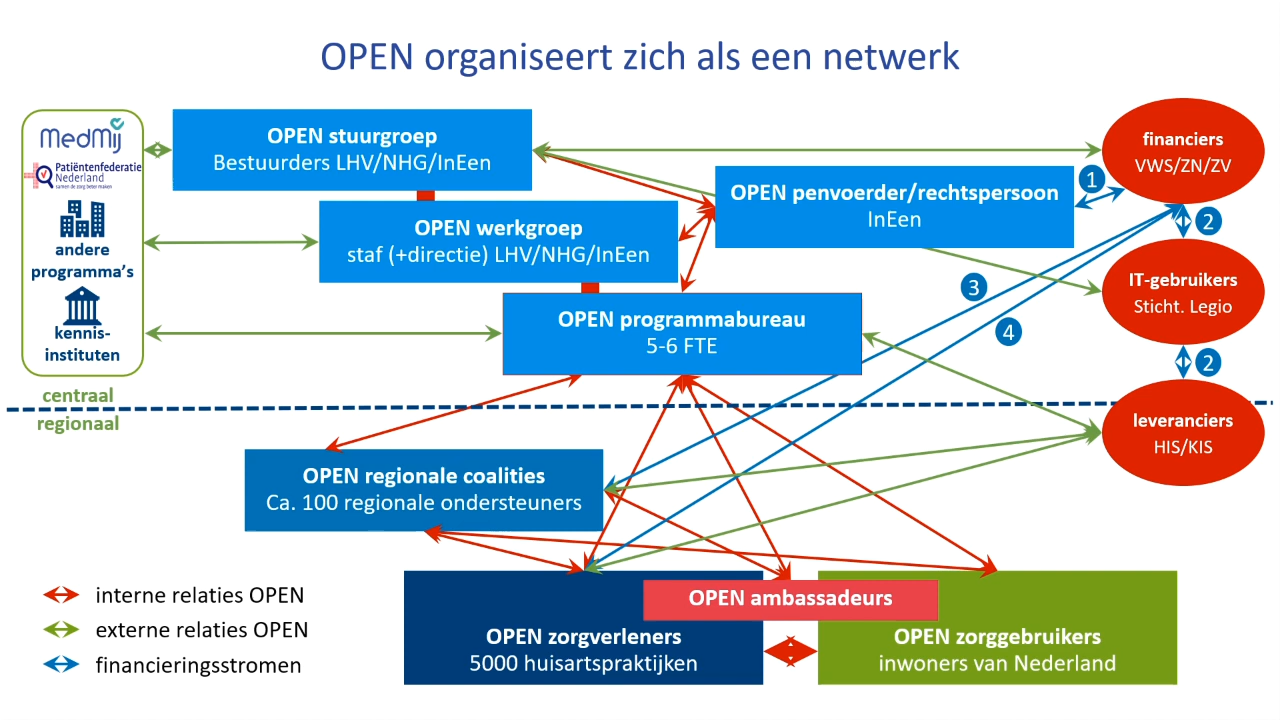 OPEN organiseert zich als een netwerk
MedMij
Patiëntenfederatie
Nederland
samen de zorg beter maken
andere
programma's
kennis-
instituten
centraal
regionaal
OPEN stuurgroep
Bestuurders LHV/NHG/InEen
OPEN werkgroep
staf (+directie) LHV/NHG/InEen
OPEN penvoerder/rechtspersoon
InEen
OPEN programmabureau
5-6 FTE
financiers
VWS/ZN/ZV
1
2
IT-gebruikers
Sticht. Legio
3
4
2
leveranciers
HIS/KIS
OPEN regionale coalities
Ca. 100 regionale ondersteuners
OPEN ambassadeurs
OPEN zorgverleners
5000 huisartspraktijken
OPEN zorggebruikers
inwoners van Nederland
interne relaties OPEN
externe relaties OPEN
financieringsstromen